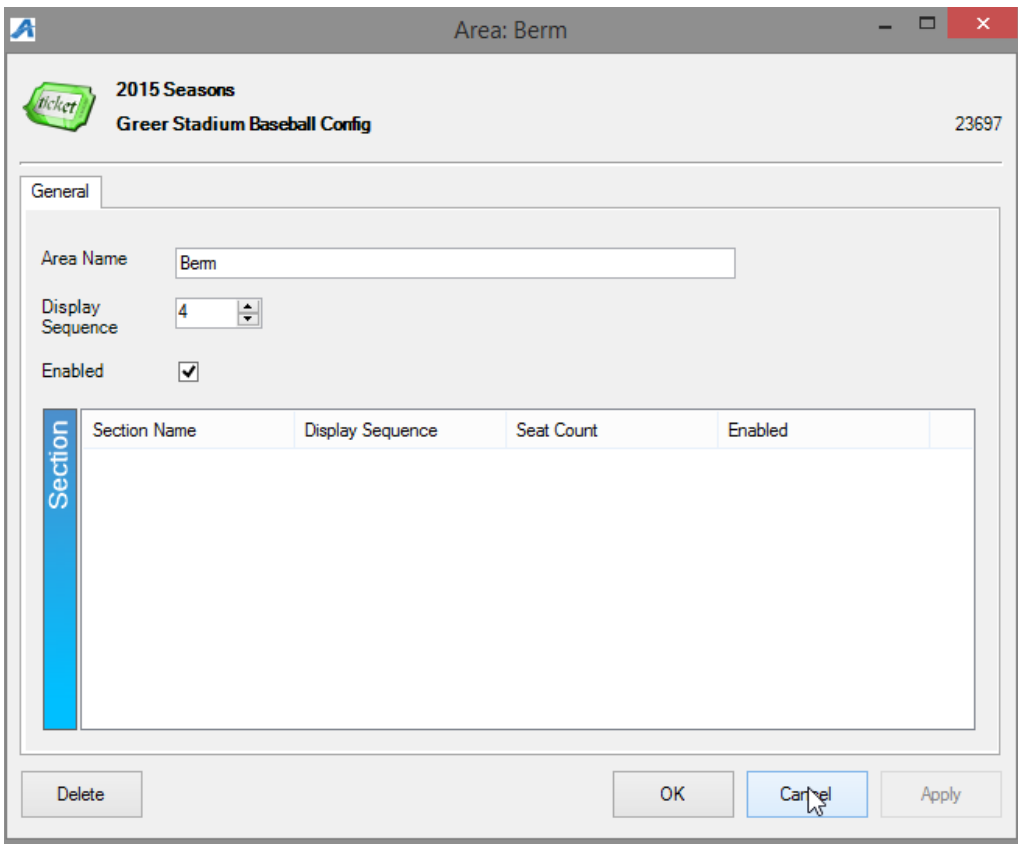 Area: Berm
ticket
2015 Seasons
Greer Stadium Baseball Config
23697
General
Area Name
Berm
Display
Sequence
4
Enabled
Section
Section Name Display Sequence Seat Count Enabled
Delete OK Cancel Apply